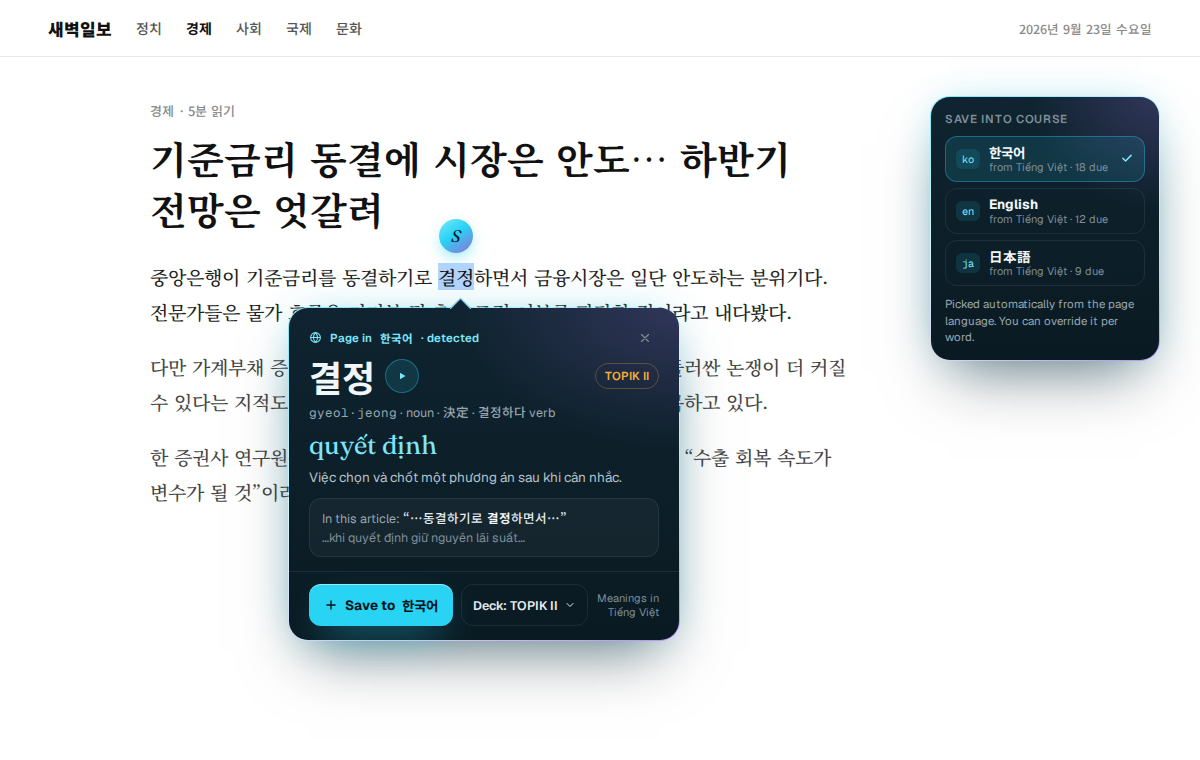 새벽일보 정치 경제 사회 국제 문화 2026년 9월 23일 수요일
경제 · 5분 읽기
기준금리 동결에 시장은 안도… 하반기
전망은 엇갈려
S
중앙은행이 기준금리를 동결하기로 결정하면서 금융시장은 일단 안도하는 분위기다.
전문가들은 물가 라고 내다봤다.
다만 가계부채 증 둘러싼 논쟁이 더 커질
수 있다는 지적도 하고 있다.
한 증권사 연구원 “수출 회복 속도가
변수가 될 것”이라
Page in 한국어 · detected
결정
TOPIK II
gyeol·jeong · noun · 決定 · 결정하다 verb
quyết định
Việc chọn và chốt một phương án sau khi cân nhắc.
In this article: “…동결하기로 결정하면서…”
…khi quyết định giữ nguyên lãi suất…
+ Save to 한국어
Deck: TOPIK II
Meanings in
Tiếng Việt
SAVE INTO COURSE
ko 한국어
from Tiếng Việt · 18 due
en English
from Tiếng Việt · 12 due
ja 日本語
from Tiếng Việt · 9 due
Picked automatically from the page
language. You can override it per
word.